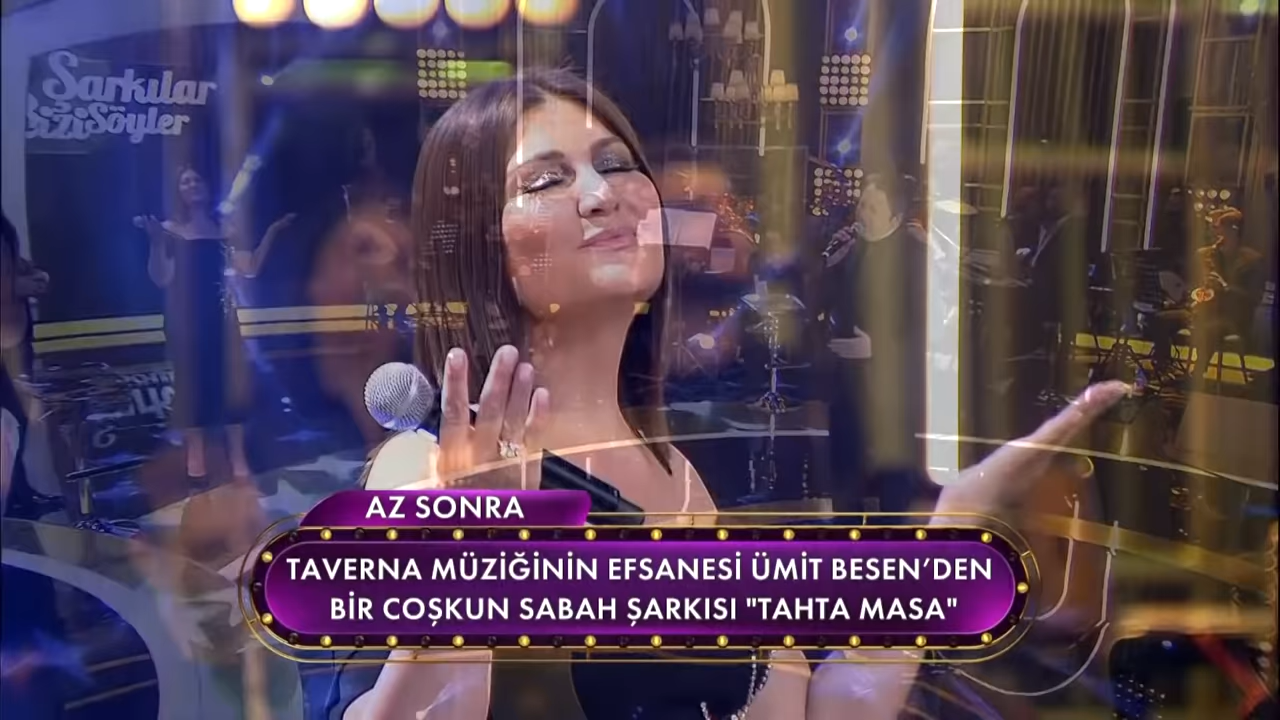 Şarkılar
Bizi Söyler
AZ SONRA
TAVERNA MÜZİĞİNİN EFSANESİ ÜMİT BESEN’DEN
BİR COŞKUN SABAH ŞARKISI "TAHTA MASA"